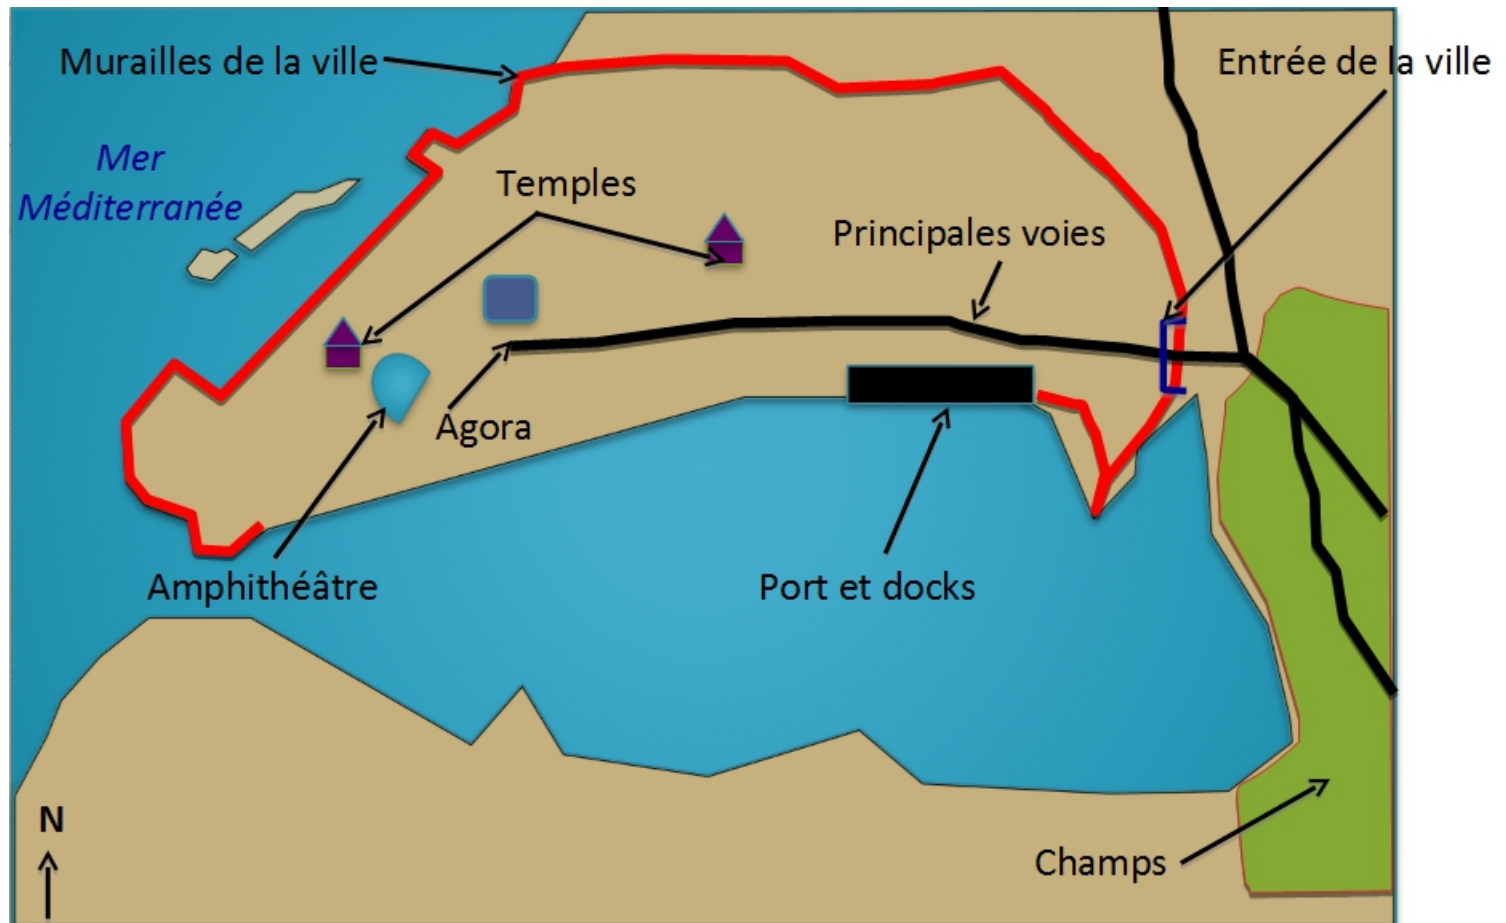 Murailles de la ville
Entrée de la ville
Mer
Méditerranée
Temples
Principales voies
Agora
Amphithéâtre
Port et docks
N
Champs